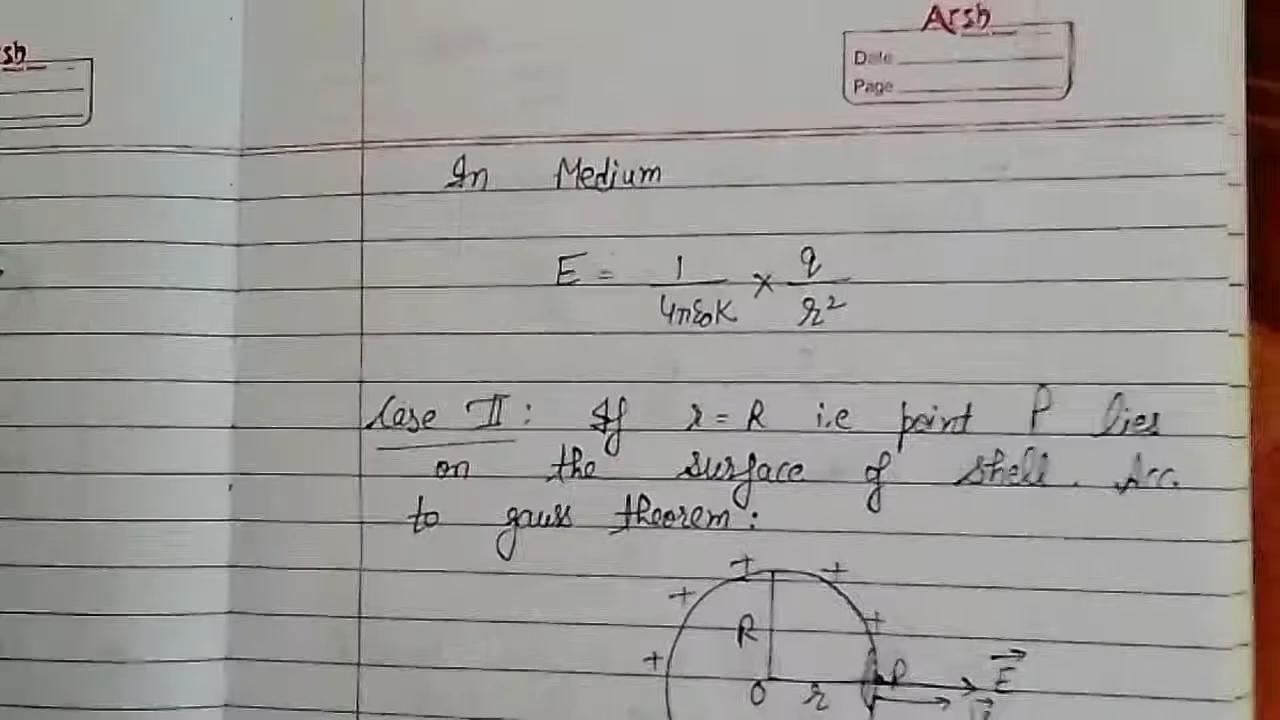 sh
Arsh
Date
Page
In Medium
E = 1/4πε0K × q/r²
Case II : If r = R i.e point P lies
on the surface of shell. Acc.
to gauss theorem :
+ +
+ +
R
+ P E
O r